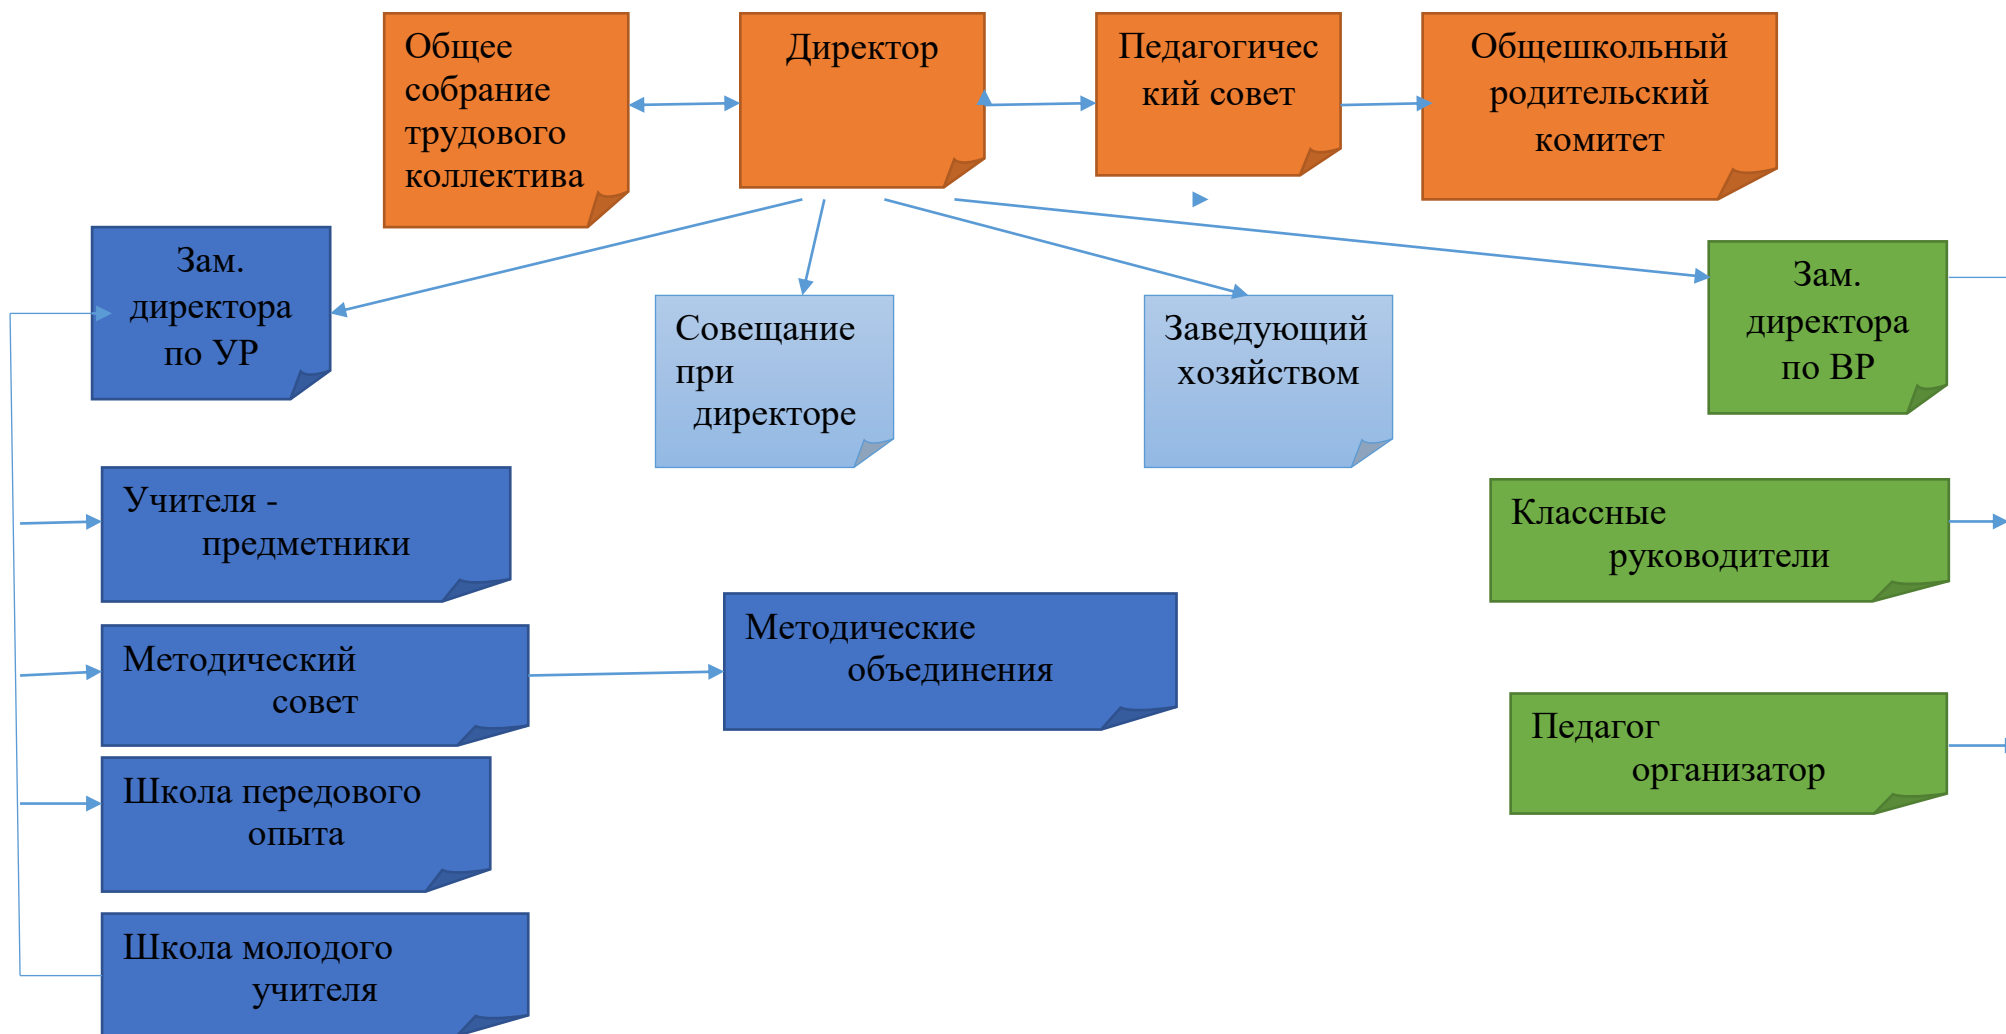 Общее
собрание
трудового
коллектива
Директор
Педагогичес
кий совет
Общешкольный
родительский
комитет
Зам.
директора
по УР
Совещание
при
директоре
Заведующий
хозяйством
Зам.
директора
по ВР
Учителя -
предметники
Классные
руководители
Методический
совет
Методические
объединения
Педагог
организатор
Школа передового
опыта
Школа молодого
учителя